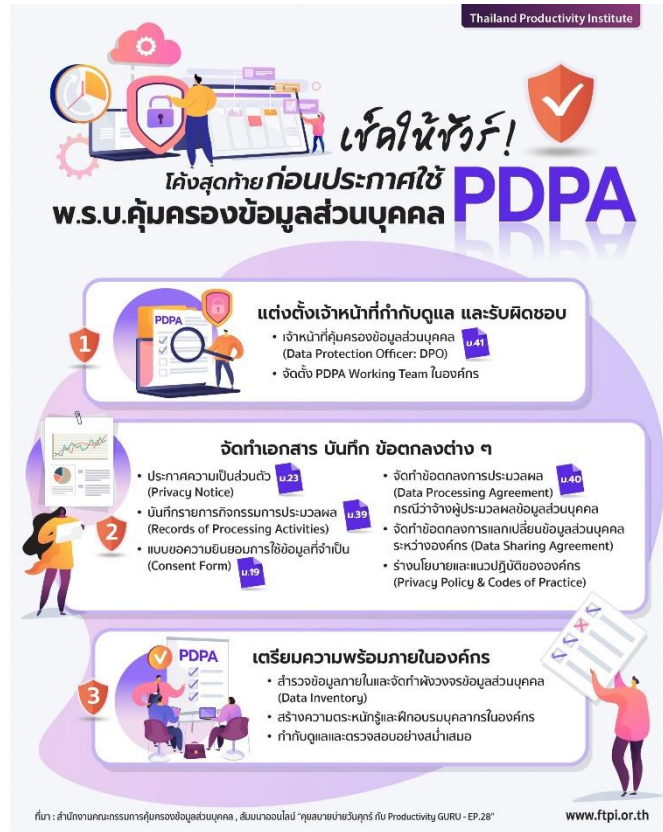 Thailand Productivity Institute
เช็คให้ชัวร์!
โค้งสุดท้ายก่อนประกาศใช้
พ.ร.บ.คุ้มครองข้อมูลส่วนบุคคล PDPA
1
PDPA
แต่งตั้งเจ้าหน้าที่กำกับดูแล และรับผิดชอบ
• เจ้าหน้าที่คุ้มครองข้อมูลส่วนบุคคล ม.41
(Data Protection Officer: DPO)
• จัดตั้ง PDPA Working Team ในองค์กร
2
จัดทำเอกสาร บันทึก ข้อตกลงต่าง ๆ
• ประกาศความเป็นส่วนตัว ม.23
(Privacy Notice)
• บันทึกรายการกิจกรรมการประมวลผล ม.39
(Records of Processing Activities)
• แบบขอความยินยอมการใช้ข้อมูลที่จำเป็น
(Consent Form) ม.19
• จัดทำข้อตกลงการประมวลผล ม.40
(Data Processing Agreement)
กรณีว่าจ้างผู้ประมวลผลข้อมูลส่วนบุคคล
• จัดทำข้อตกลงการแลกเปลี่ยนข้อมูลส่วนบุคคล
ระหว่างองค์กร (Data Sharing Agreement)
• ร่างนโยบายและแนวปฏิบัติขององค์กร
(Privacy Policy & Codes of Practice)
3
PDPA
เตรียมความพร้อมภายในองค์กร
• สำรวจข้อมูลภายในและจัดทำผังวงจรข้อมูลส่วนบุคคล
(Data Inventory)
• สร้างความตระหนักรู้และฝึกอบรมบุคลากรในองค์กร
• กำกับดูแลและตรวจสอบอย่างสม่ำเสมอ
ที่มา : สำนักงานคณะกรรมการคุ้มครองข้อมูลส่วนบุคคล , สัมมนาออนไลน์ "คุยสบายบ่ายวันศุกร์ กับ Productivity GURU - EP.28"
www.ftpi.or.th